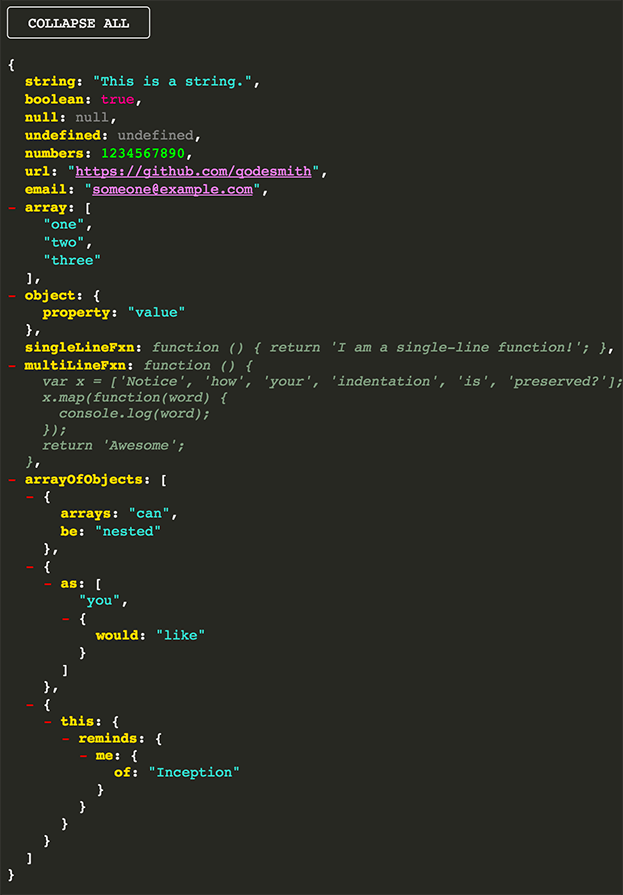 COLLAPSE ALL
{
  string: "This is a string.",
  boolean: true,
  null: null,
  undefined: undefined,
  numbers: 1234567890,
  url: "https://github.com/qodesmith",
  email: "someone@example.com",
- array: [
    "one",
    "two",
    "three"
  ],
- object: {
    property: "value"
  },
  singleLineFxn: function () { return 'I am a single-line function!'; },
- multiLineFxn: function () {
    var x = ['Notice', 'how', 'your', 'indentation', 'is', 'preserved?'];
    x.map(function(word) {
      console.log(word);
    });
    return 'Awesome';
  },
- arrayOfObjects: [
  - {
      arrays: "can",
      be: "nested"
    },
  - {
    - as: [
        "you",
      - {
          would: "like"
        }
      ]
    },
  - {
    - this: {
      - reminds: {
        - me: {
            of: "Inception"
          }
        }
      }
    }
  ]
}